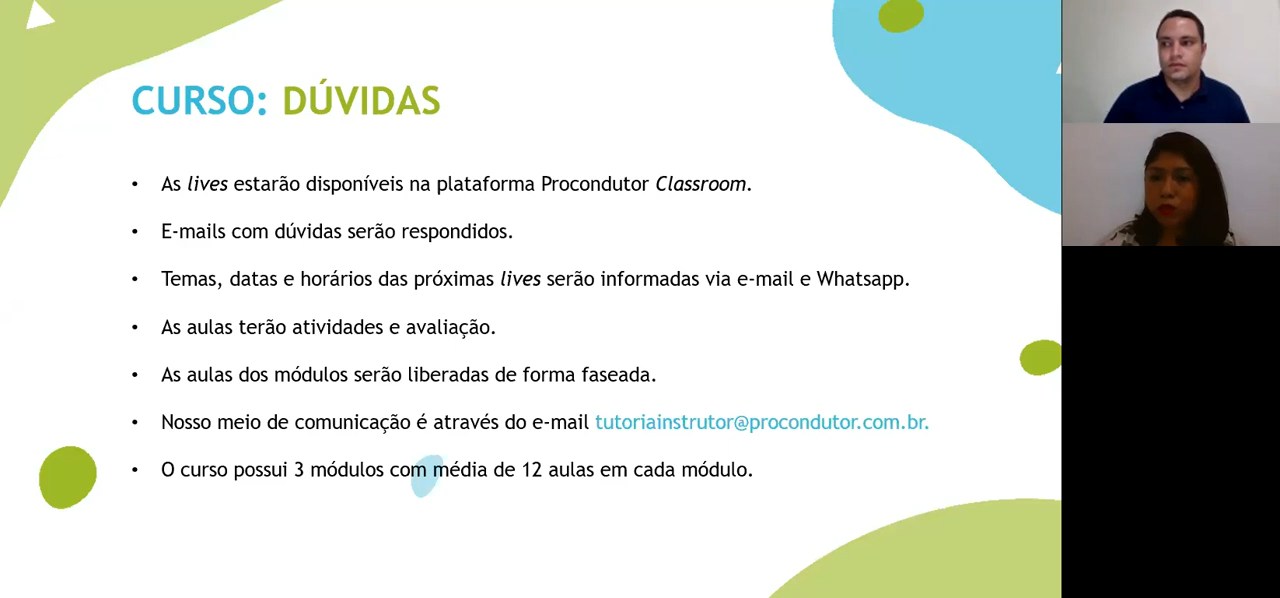 CURSO: DÚVIDAS
• As lives estarão disponíveis na plataforma Procondutor Classroom.
• E-mails com dúvidas serão respondidos.
• Temas, datas e horários das próximas lives serão informadas via e-mail e Whatsapp.
• As aulas terão atividades e avaliação.
• As aulas dos módulos serão liberadas de forma faseada.
• Nosso meio de comunicação é através do e-mail tutoriainstrutor@procondutor.com.br.
• O curso possui 3 módulos com média de 12 aulas em cada módulo.